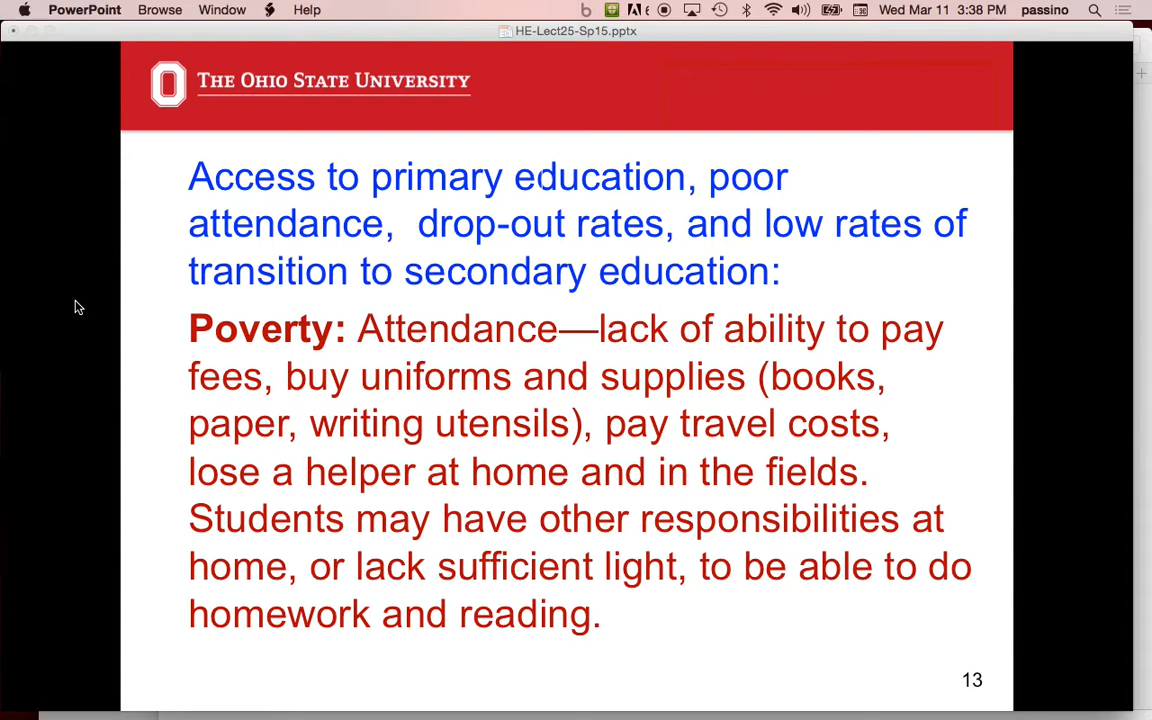 PowerPoint Browse Window Help Wed Mar 11 3:38 PM passino
HE-Lect25-Sp15.pptx
THE OHIO STATE UNIVERSITY
Access to primary education, poor
attendance,  drop-out rates, and low rates of
transition to secondary education:
Poverty: Attendance—lack of ability to pay
fees, buy uniforms and supplies (books,
paper, writing utensils), pay travel costs,
lose a helper at home and in the fields.
Students may have other responsibilities at
home, or lack sufficient light, to be able to do
homework and reading.
13